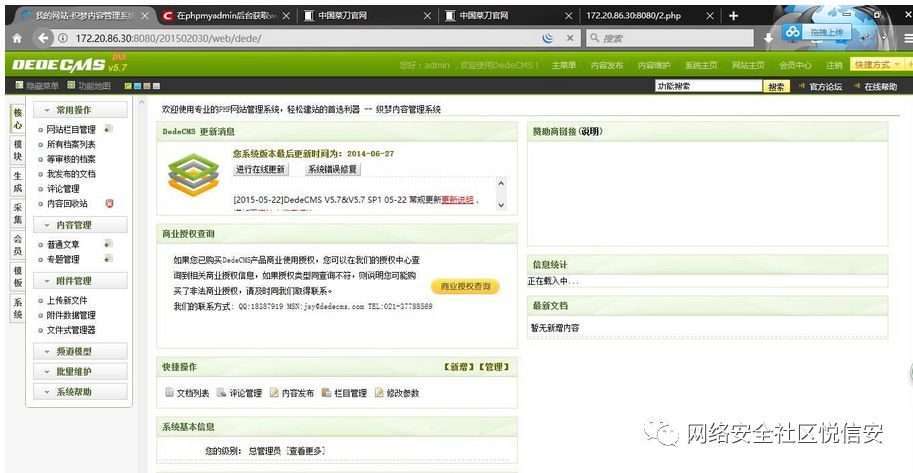 我的网站-织梦内容管理系统
在phpmyadmin后台获取w
中国菜刀官网
中国菜刀官网
172.20.86.30:8080/2.php
172.20.86.30:8080/201502030/web/dede/
搜索
拖拽上传
DEDECMS v5.7
您好：admin ，欢迎使用DedeCMS！
主菜单 内容发布 内容维护 系统主页 网站主页 会员中心 注销 快捷方式
隐藏菜单 功能地图
功能搜索 搜索 官方论坛 在线帮助
核心
模块
生成
采集
会员
模板
系统
常用操作
网站栏目管理
所有档案列表
等审核的档案
我发布的文档
评论管理
内容回收站
内容管理
普通文章
专题管理
附件管理
上传新文件
附件数据管理
文件式管理器
频道模型
批量维护
系统帮助
欢迎使用专业的PHP网站管理系统，轻松建站的首选利器 -- 织梦内容管理系统
DedeCMS 更新消息
您系统版本最后更新时间为：2014-06-27
进行在线更新 系统错误修复
[2015-05-22]DedeCMS V5.7&V5.7 SP1 05-22 常规更新更新说明，
商业授权查询
如果您已购买DedeCMS产品商业使用授权，您可以在我们的授权中心查
询到相关商业授权信息，如果授权类型同查询不符，则说明您可能购
买了非法商业授权，请及时同我们取得联系。
我们的联系方式：QQ:18387919 MSN:jay@dedecms.com TEL:021-37788569
商业授权查询
快捷操作 【新增】【管理】
文档列表 评论管理 内容发布 栏目管理 修改参数
系统基本信息
您的级别： 总管理员 [查看更多]
赞助商链接(说明)
信息统计
正在载入中...
最新文档
暂无新增内容
网络安全社区悦信安